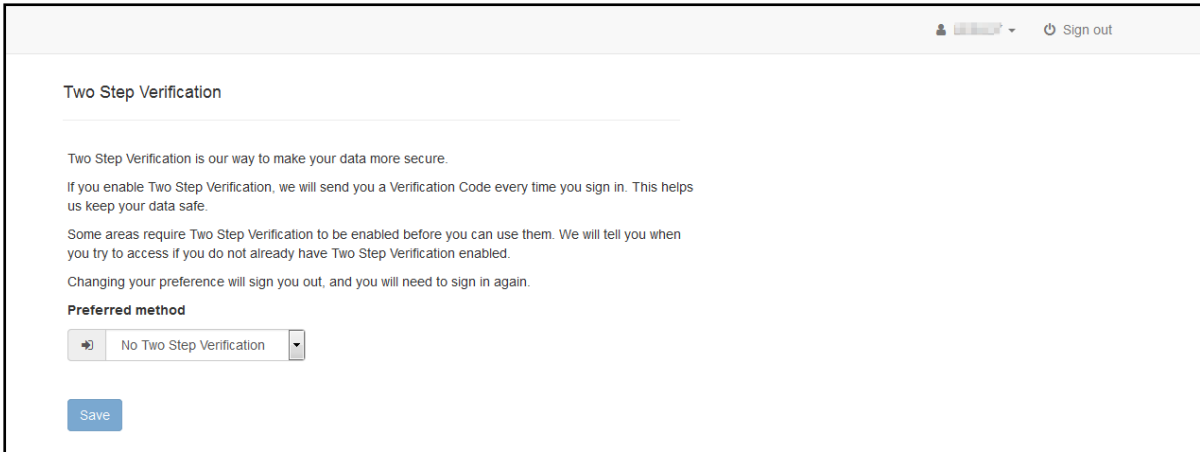 Sign out
Two Step Verification
Two Step Verification is our way to make your data more secure.
If you enable Two Step Verification, we will send you a Verification Code every time you sign in. This helps
us keep your data safe.
Some areas require Two Step Verification to be enabled before you can use them. We will tell you when
you try to access if you do not already have Two Step Verification enabled.
Changing your preference will sign you out, and you will need to sign in again.
Preferred method
No Two Step Verification
Save